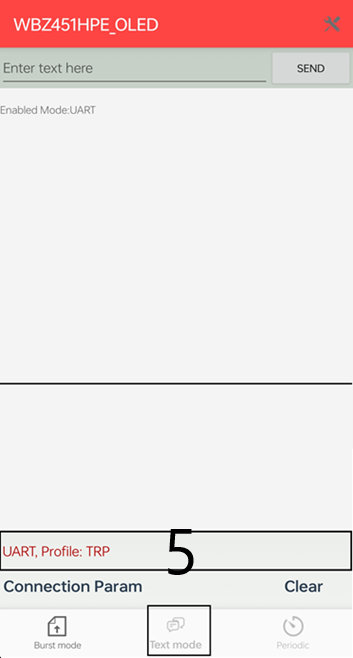 WBZ451HPE_OLED
Enter text here
SEND
Enabled Mode:UART
5
UART, Profile: TRP
Connection Param
Clear
Burst mode
Text mode
Periodic